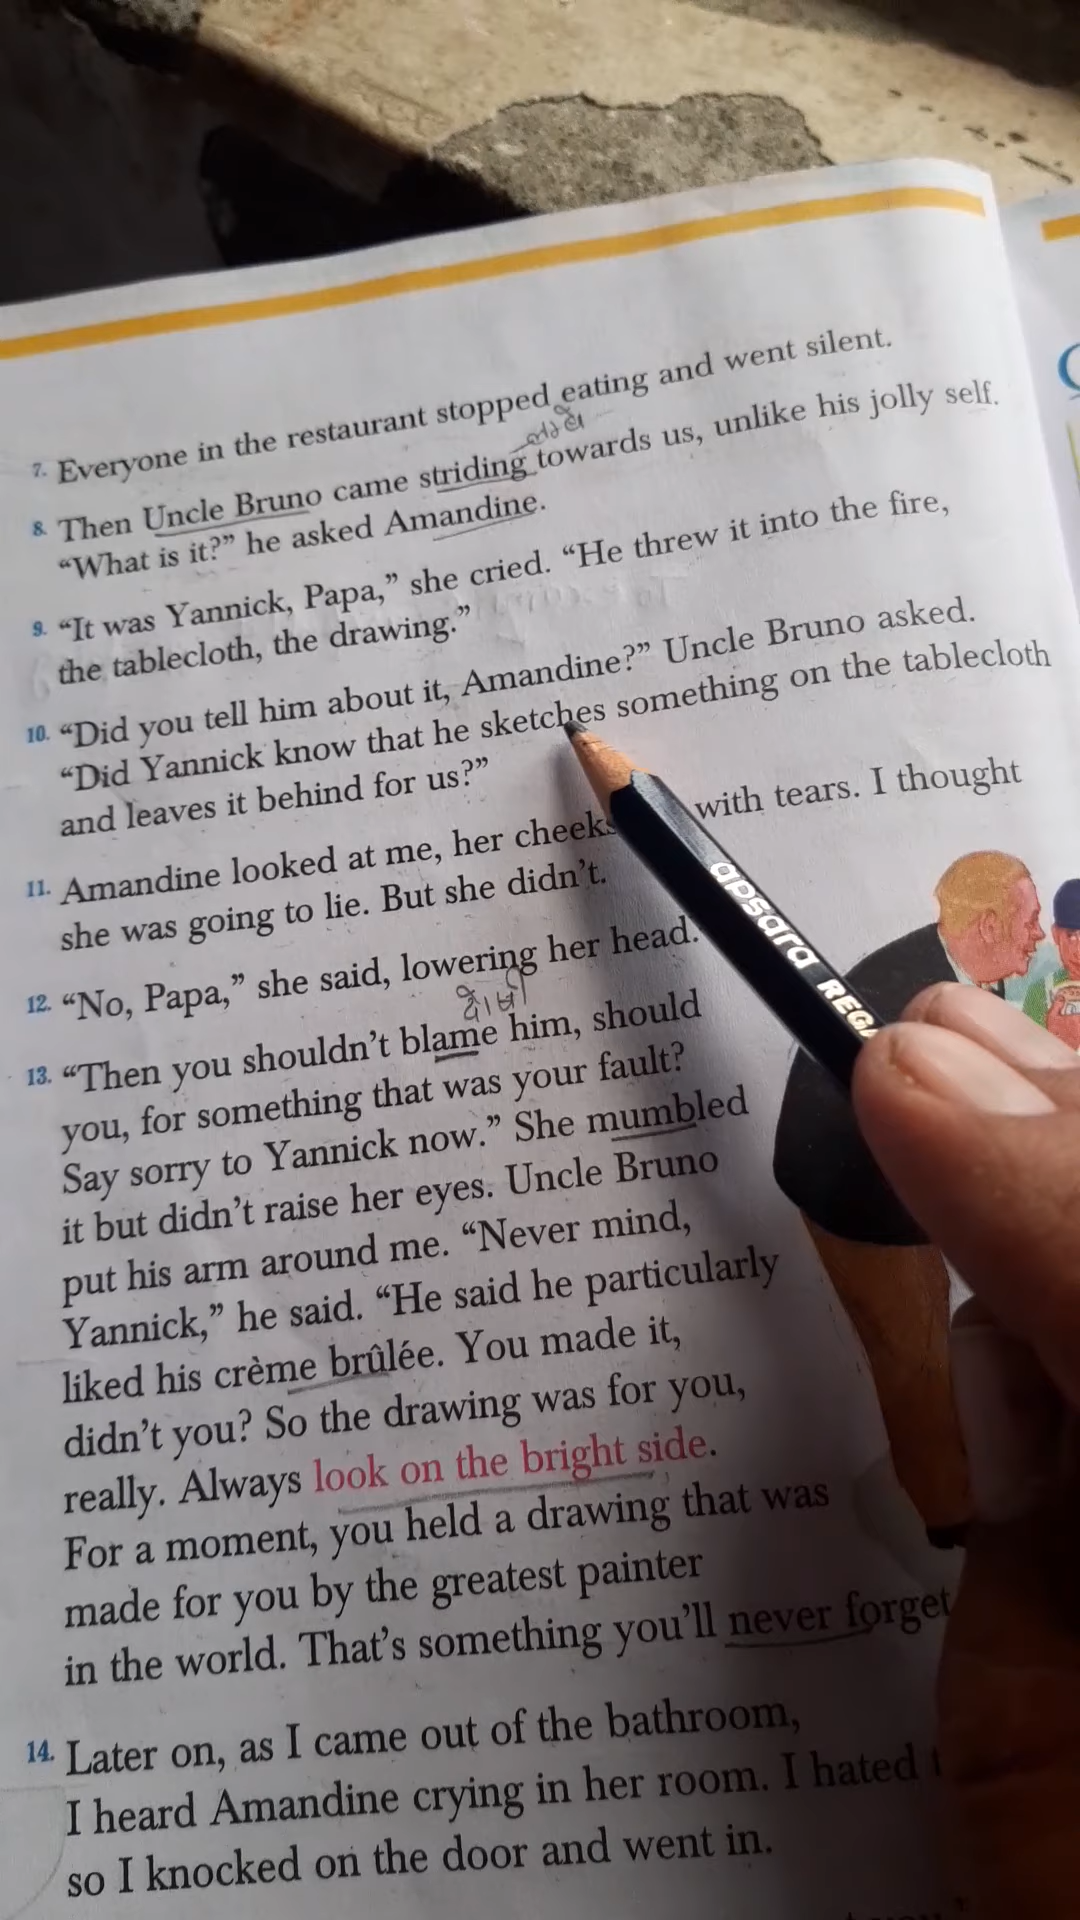 7. Everyone in the restaurant stopped eating and went silent.
8. Then Uncle Bruno came striding towards us, unlike his jolly self.
“What is it?” he asked Amandine.
9. “It was Yannick, Papa,” she cried. “He threw it into the fire,
the tablecloth, the drawing.”
10. “Did you tell him about it, Amandine?” Uncle Bruno asked.
“Did Yannick know that he sketches something on the tablecloth
and leaves it behind for us?”
11. Amandine looked at me, her cheeks with tears. I thought
she was going to lie. But she didn’t.
12. “No, Papa,” she said, lowering her head.
13. “Then you shouldn’t blame him, should
you, for something that was your fault?
Say sorry to Yannick now.” She mumbled
it but didn’t raise her eyes. Uncle Bruno
put his arm around me. “Never mind,
Yannick,” he said. “He said he particularly
liked his crème brûlée. You made it,
didn’t you? So the drawing was for you,
really. Always look on the bright side.
For a moment, you held a drawing that was
made for you by the greatest painter
in the world. That’s something you’ll never forget
14. Later on, as I came out of the bathroom,
I heard Amandine crying in her room. I hated
so I knocked on the door and went in.
apsara REGA